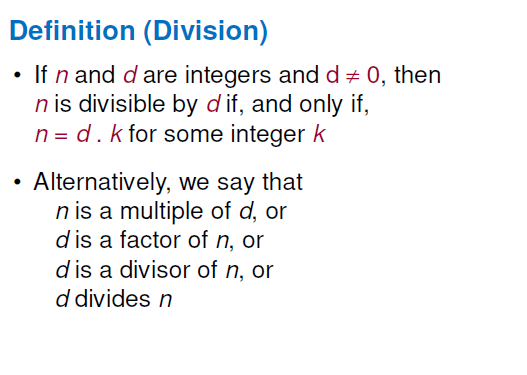 Definition (Division)
• If n and d are integers and d ≠ 0, then
n is divisible by d if, and only if,
n = d . k for some integer k
• Alternatively, we say that
n is a multiple of d, or
d is a factor of n, or
d is a divisor of n, or
d divides n